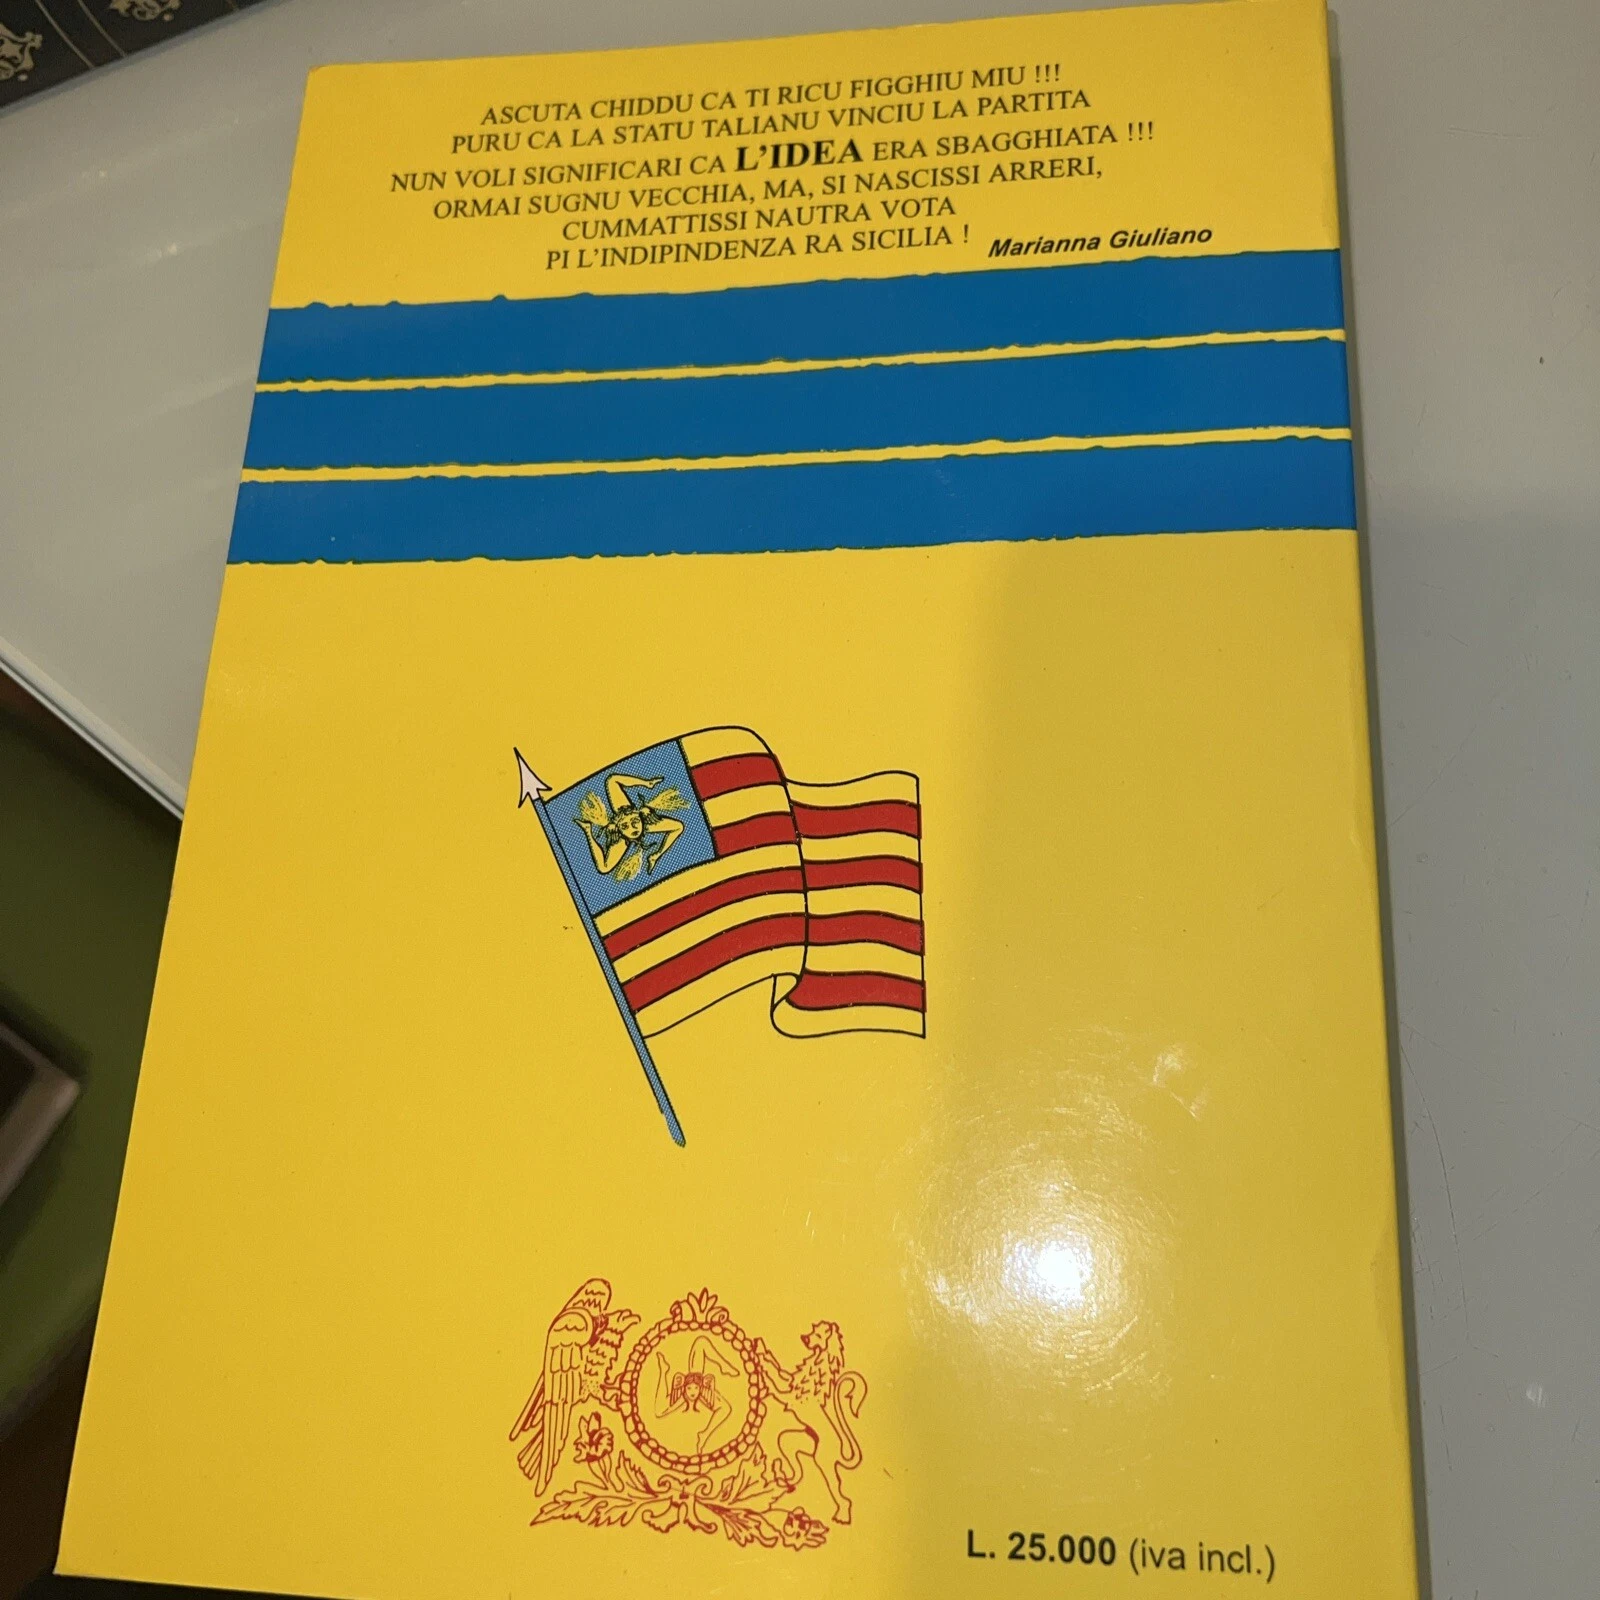 ASCUTA CHIDDU CA TI RICU FIGGHIU MIU !!!
PURU CA LA STATU TALIANU VINCIU LA PARTITA
NUN VOLI SIGNIFICARI CA L'IDEA ERA SBAGGHIATA !!!
ORMAI SUGNU VECCHIA, MA, SI NASCISSI ARRERI,
CUMMATTISSI NAUTRA VOTA
PI L'INDIPINDENZA RA SICILIA !
Marianna Giuliano
L. 25.000 (iva incl.)